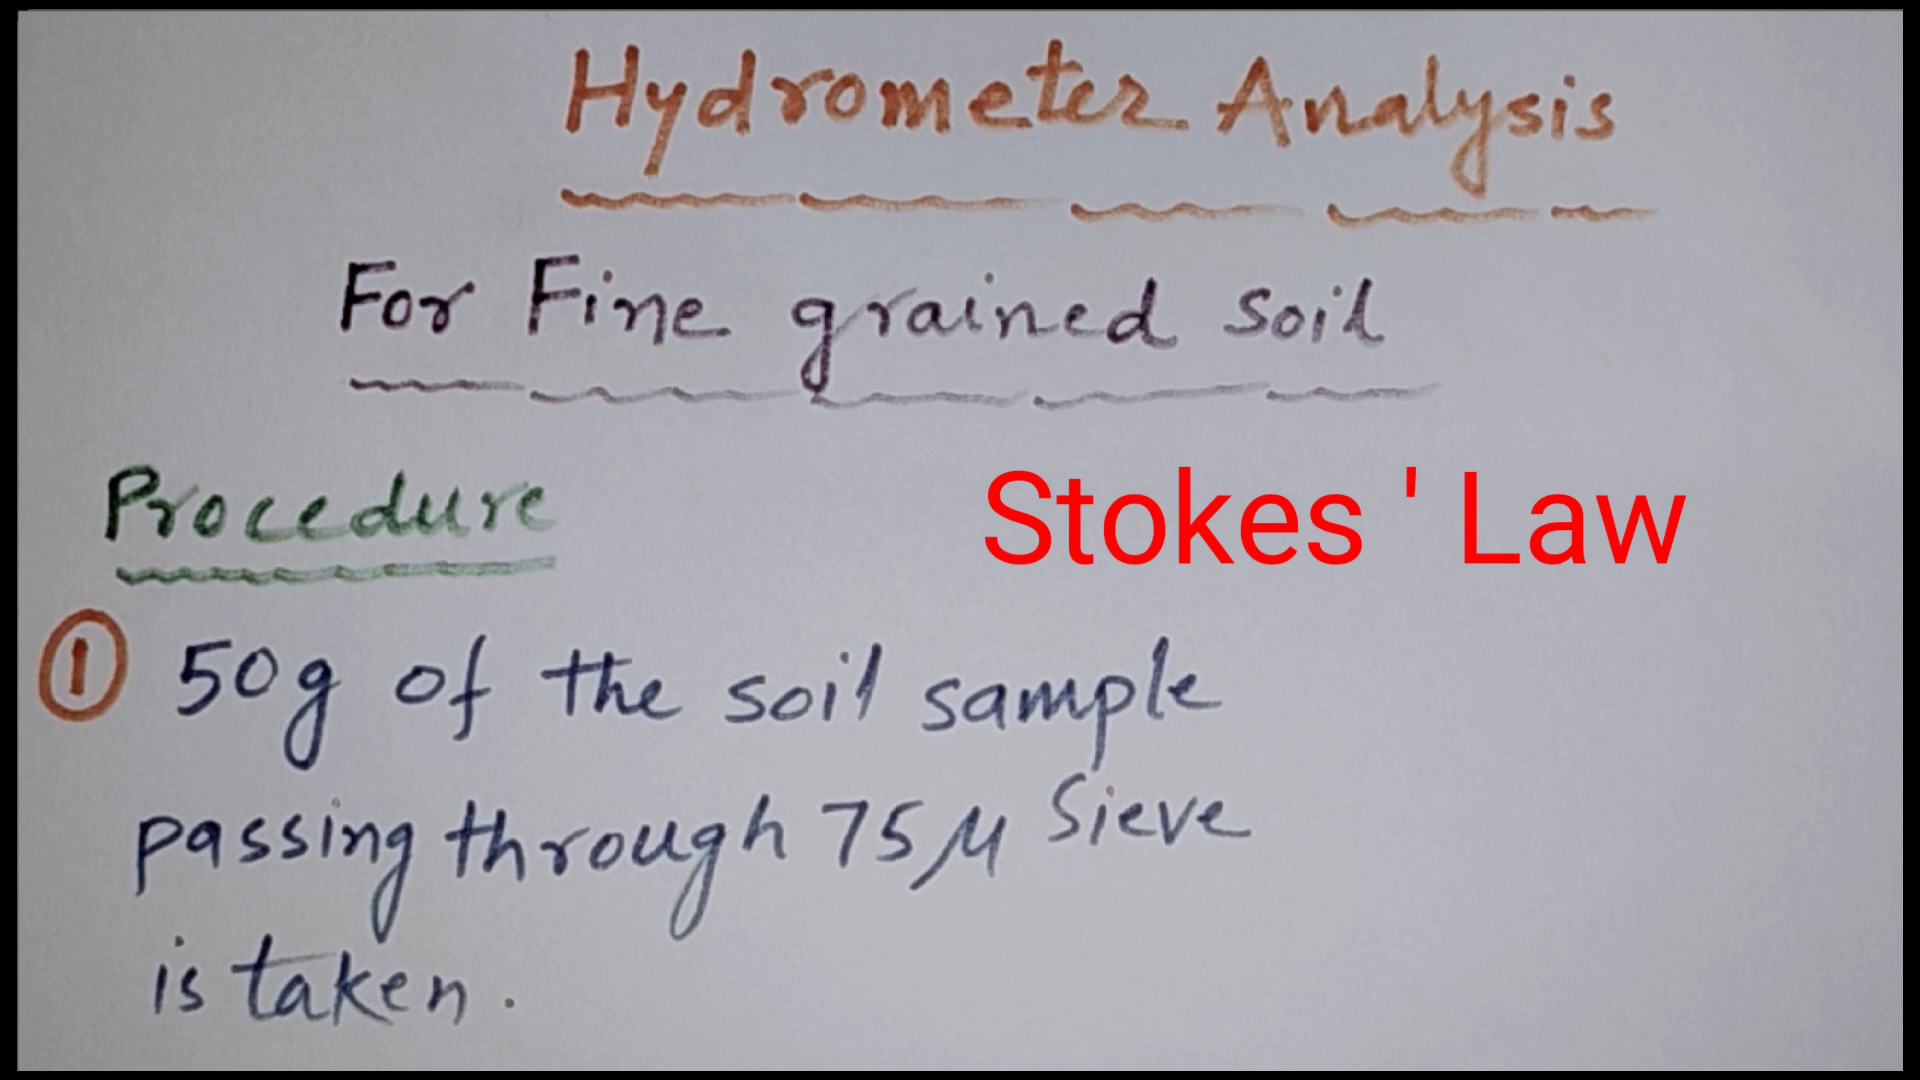 Hydrometer Analysis
For Fine grained Soil
Procedure
Stokes ' Law
① 50g of the soil sample
passing through 75 μ Sieve
is taken.